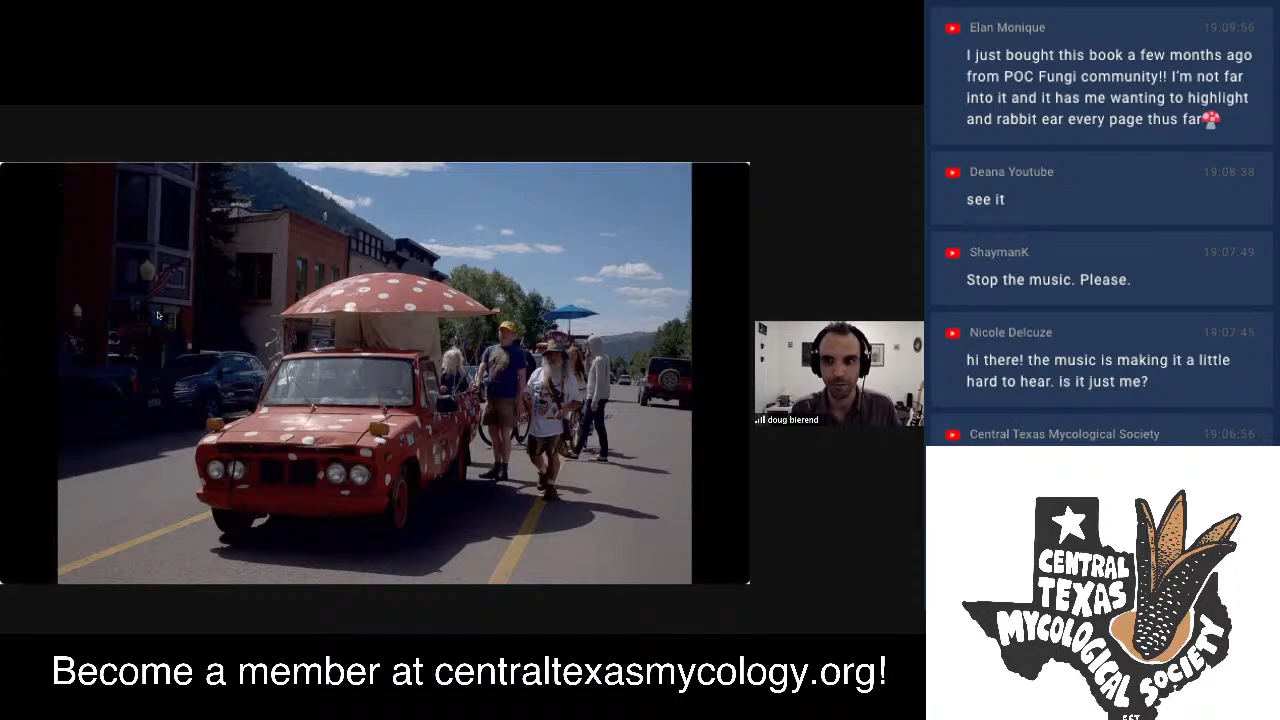 Elan Monique 19:09:56
I just bought this book a few months ago
from POC Fungi community!! I'm not far
into it and it has me wanting to highlight
and rabbit ear every page thus far🍄
Deana Youtube 19:08:38
see it
ShaymanK 19:07:49
Stop the music. Please.
Nicole Delcuze 19:07:45
hi there! the music is making it a little
hard to hear. is it just me?
Central Texas Mycological Society 19:06:56
doug bierend
CENTRAL
TEXAS
MYCOLOGICAL
SOCIETY
EST
Become a member at centraltexasmycology.org!